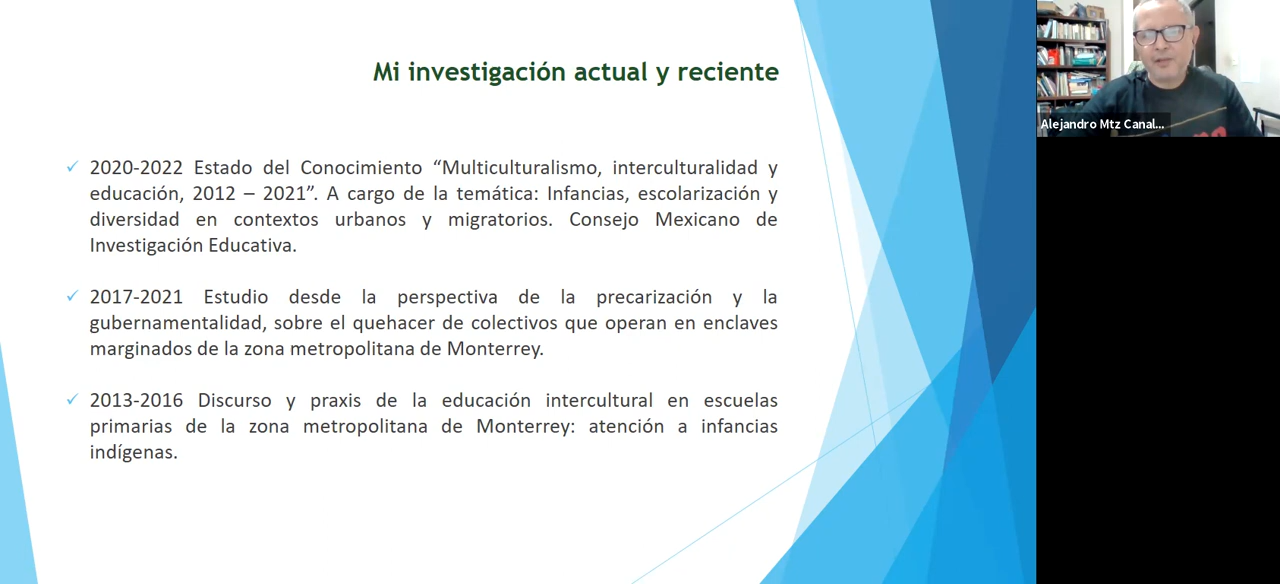 Mi investigación actual y reciente
2020-2022 Estado del Conocimiento “Multiculturalismo, interculturalidad y
educación, 2012 – 2021”. A cargo de la temática: Infancias, escolarización y
diversidad en contextos urbanos y migratorios. Consejo Mexicano de
Investigación Educativa.
2017-2021 Estudio desde la perspectiva de la precarización y la
gubernamentalidad, sobre el quehacer de colectivos que operan en enclaves
marginados de la zona metropolitana de Monterrey.
2013-2016 Discurso y praxis de la educación intercultural en escuelas
primarias de la zona metropolitana de Monterrey: atención a infancias
indígenas.
Alejandro Mtz Canal...